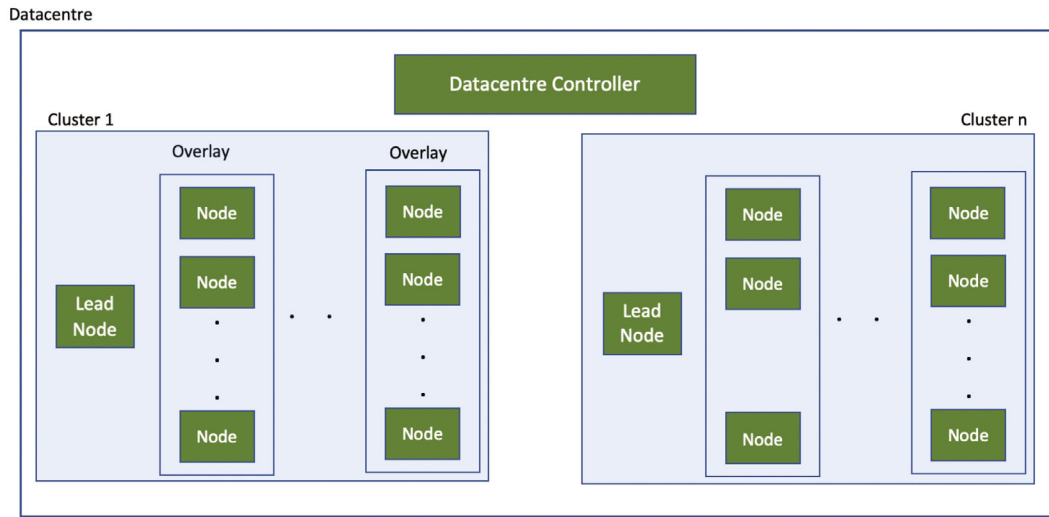 Datacentre
Datacentre Controller
Cluster 1
Overlay
Overlay
Node
Node
Node
Node
Lead
Node
Node
Node
Cluster n
Node
Node
Node
Node
Lead
Node
Node
Node